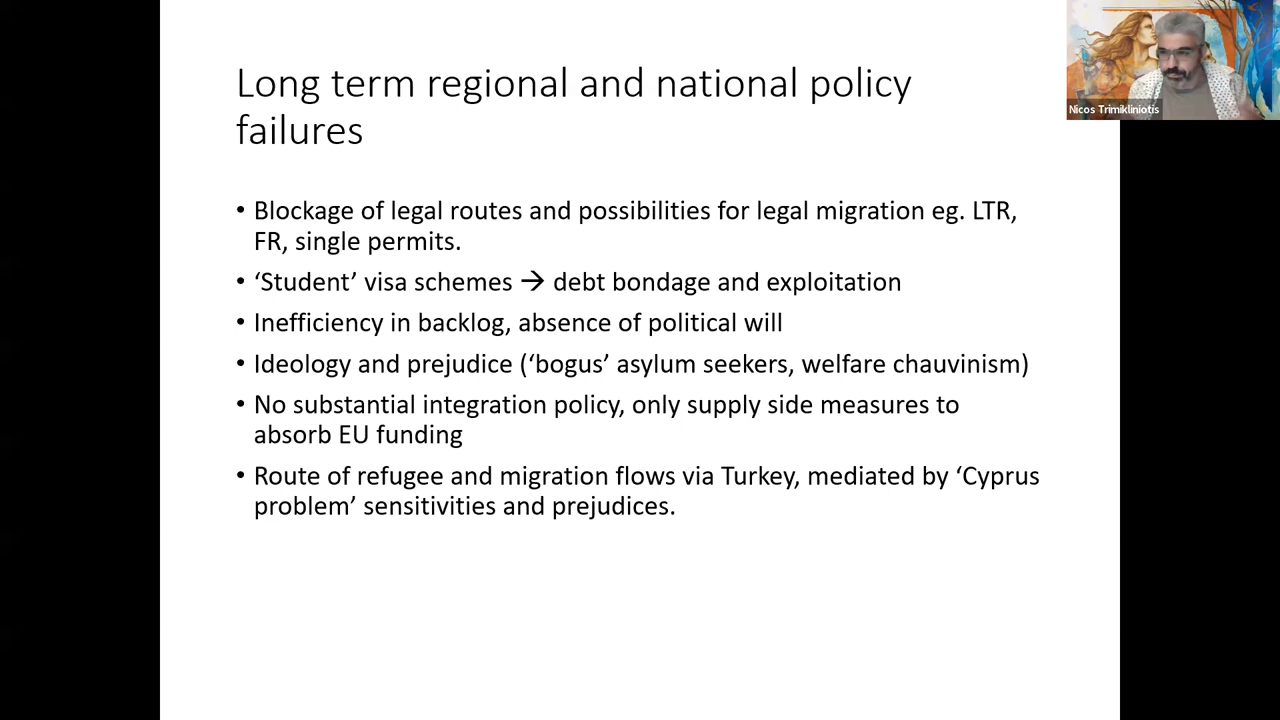 Long term regional and national policy
failures
• Blockage of legal routes and possibilities for legal migration eg. LTR,
FR, single permits.
• ‘Student’ visa schemes → debt bondage and exploitation
• Inefficiency in backlog, absence of political will
• Ideology and prejudice (‘bogus’ asylum seekers, welfare chauvinism)
• No substantial integration policy, only supply side measures to
absorb EU funding
• Route of refugee and migration flows via Turkey, mediated by ‘Cyprus
problem’ sensitivities and prejudices.
Nicos Trimikliniotis